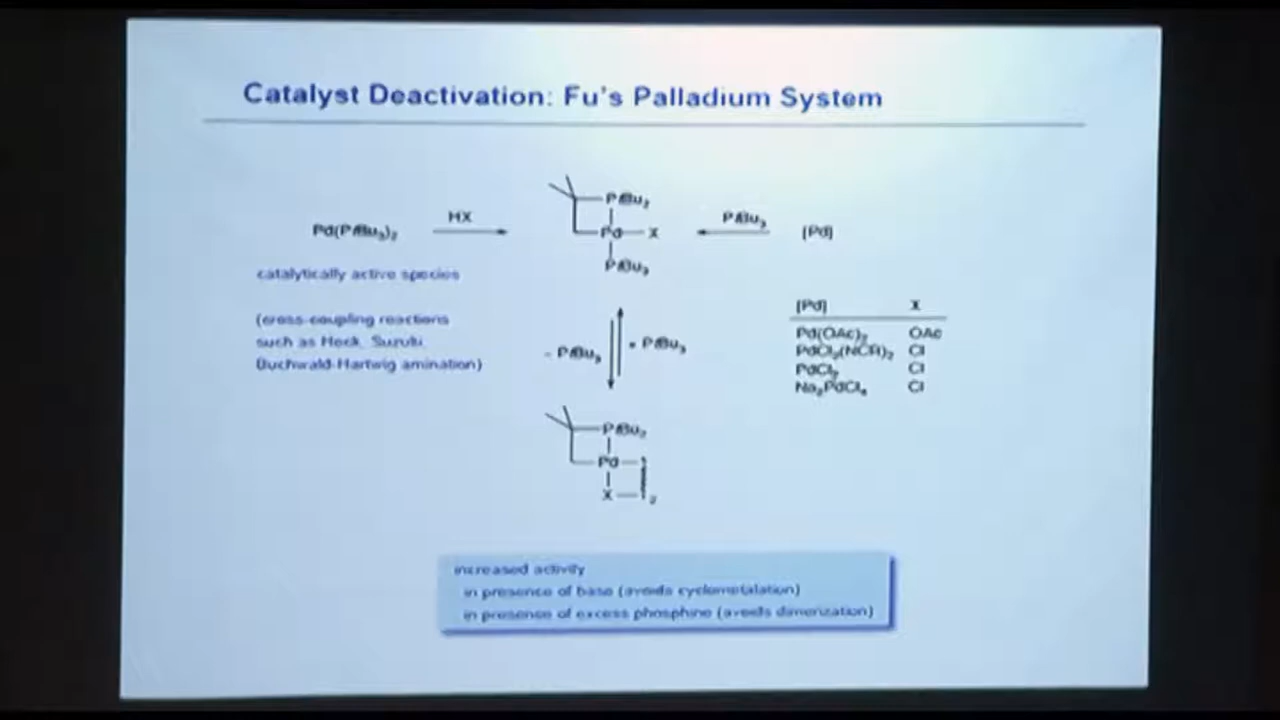 Catalyst Deactivation: Fu's Palladium System
Pd(PtBu₃)₂
HX
PtBu₂
Pd
X
PtBu₃
PtBu₃
[Pd]
catalytically active species
(cross-coupling reactions
such as Heck, Suzuki,
Buchwald-Hartwig amination)
- PtBu₃
+ PtBu₃
[Pd] X
Pd(OAc)₂ OAc
PdCl₂(NCR)₂ Cl
PdCl₂ Cl
Na₂PdCl₄ Cl
PtBu₂
Pd
X
2
increased activity
in presence of base (avoids cyclometalation)
in presence of excess phosphine (avoids dimerization)